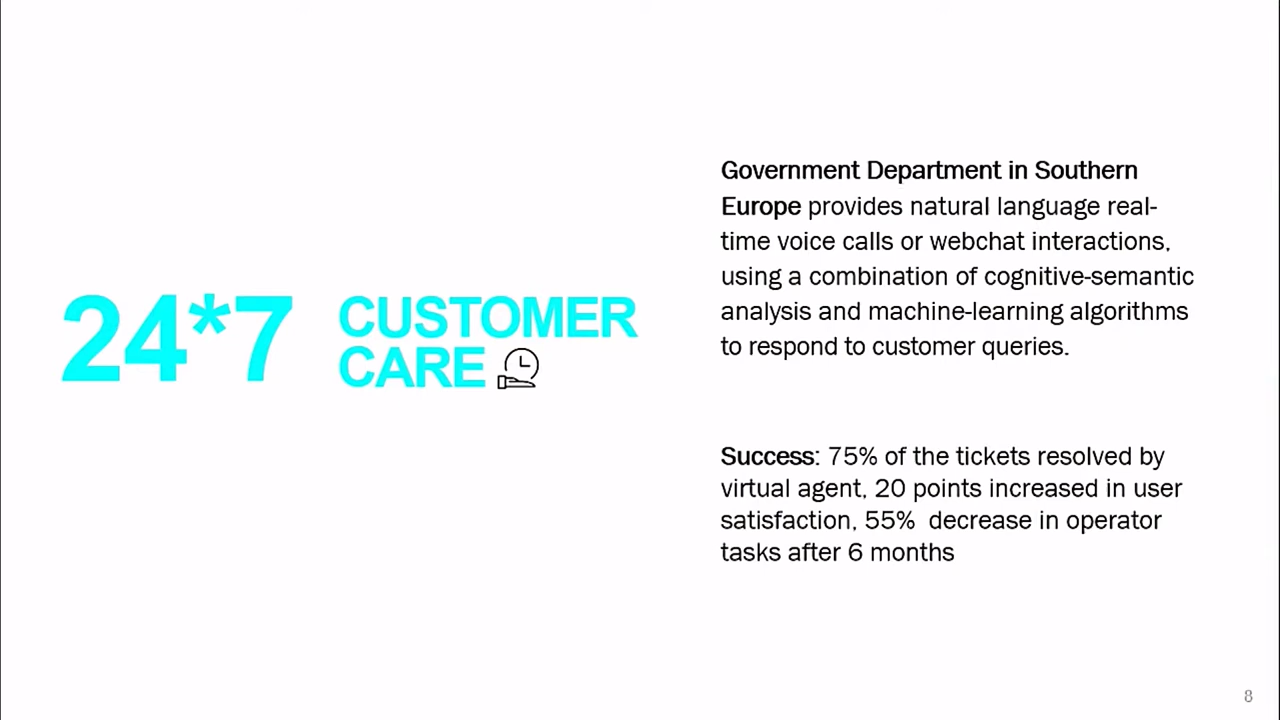 24*7
CUSTOMER
CARE
Government Department in Southern
Europe provides natural language real-
time voice calls or webchat interactions,
using a combination of cognitive-semantic
analysis and machine-learning algorithms
to respond to customer queries.
Success: 75% of the tickets resolved by
virtual agent, 20 points increased in user
satisfaction, 55%  decrease in operator
tasks after 6 months
8